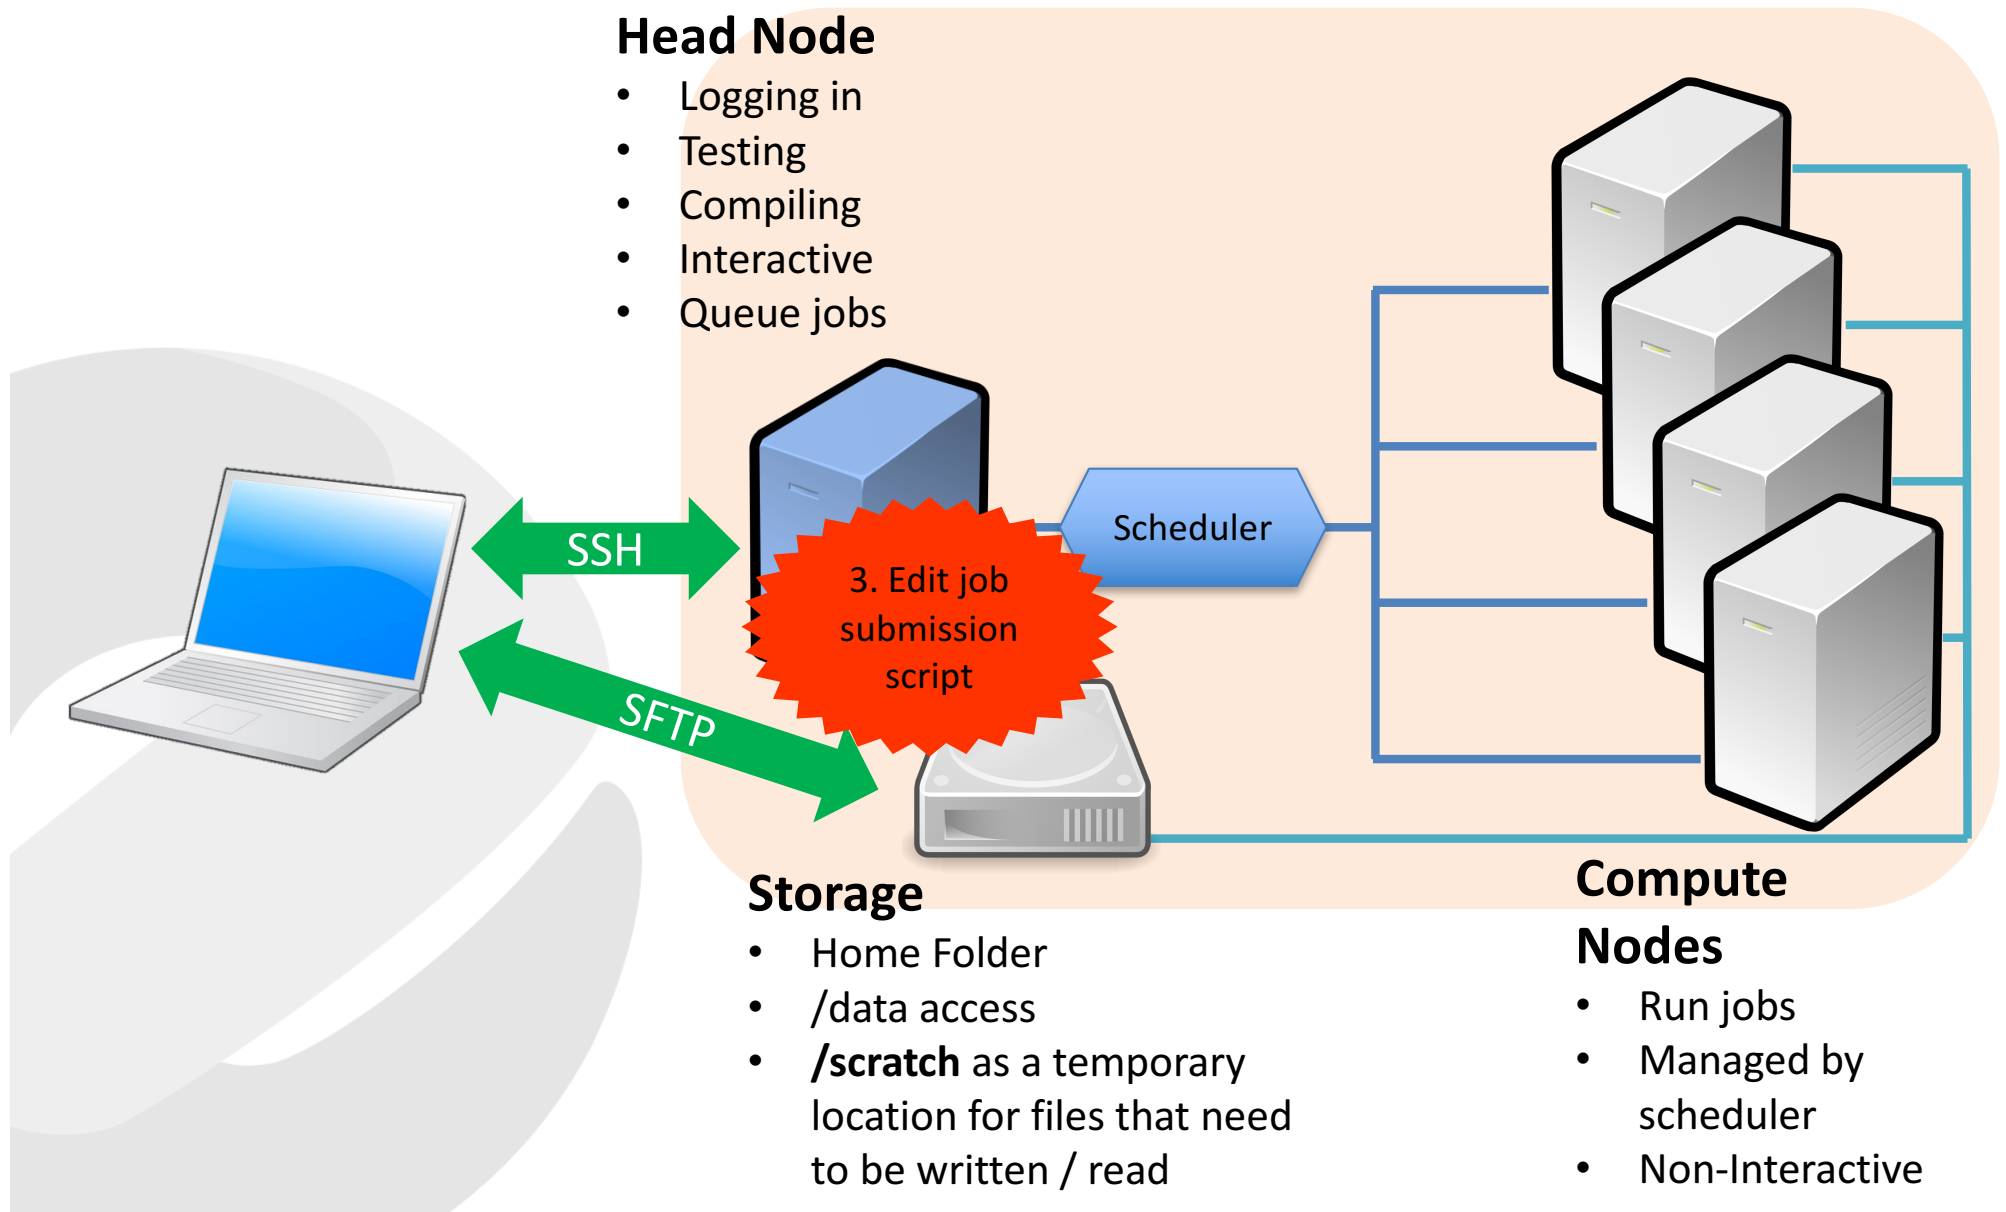 Head Node
• Logging in
• Testing
• Compiling
• Interactive
• Queue jobs
SSH
SFTP
3. Edit job
submission
script
Scheduler
Storage
• Home Folder
• /data access
• /scratch as a temporary
location for files that need
to be written / read
Compute
Nodes
• Run jobs
• Managed by
scheduler
• Non-Interactive